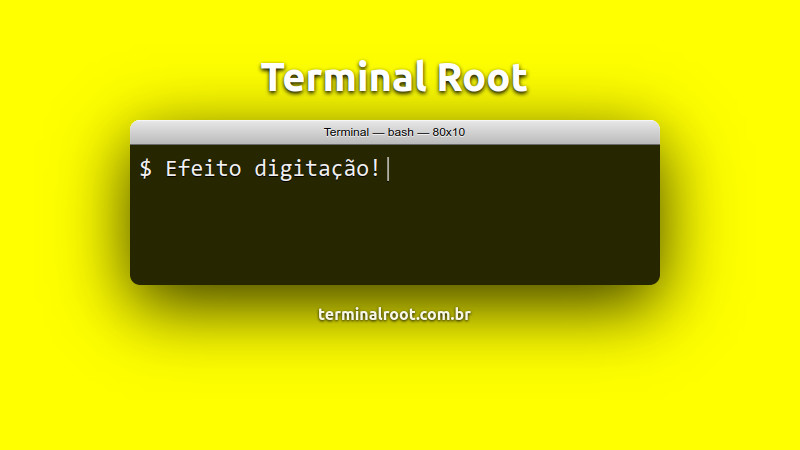 Terminal Root
Terminal — bash — 80x10
$ Efeito digitação!
terminalroot.com.br